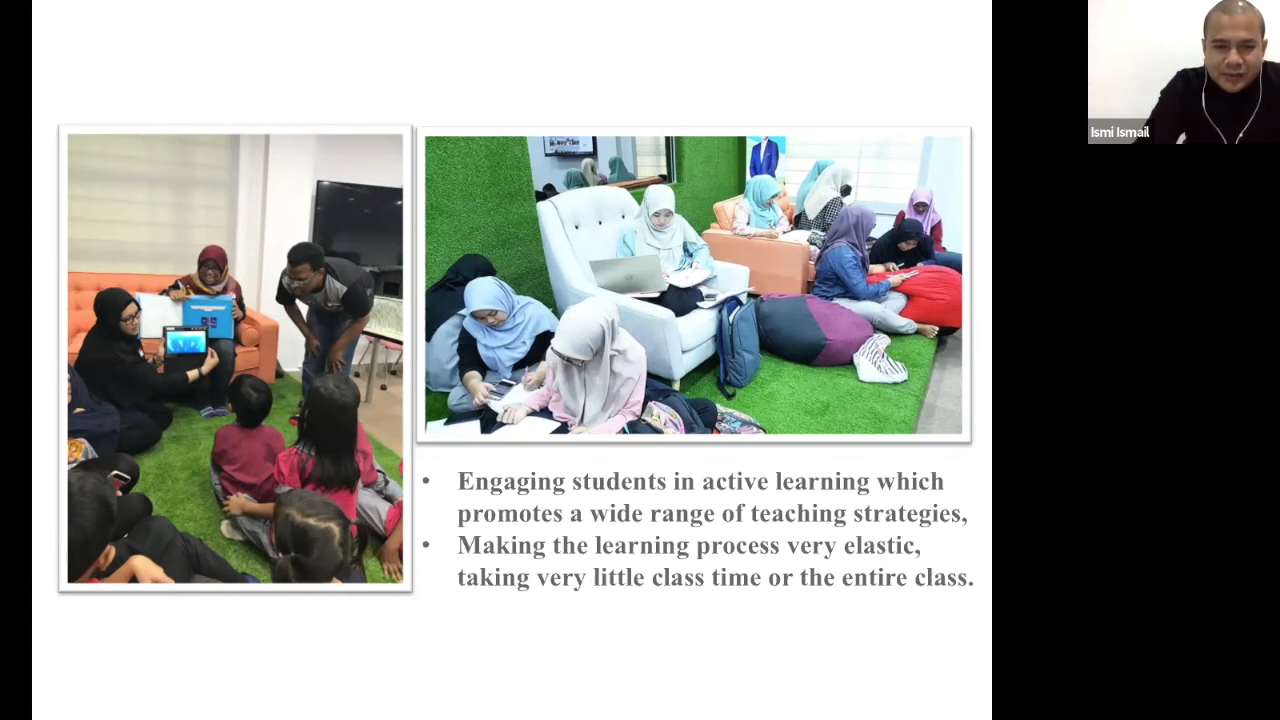 Ismi Ismail
• Engaging students in active learning which
promotes a wide range of teaching strategies,
• Making the learning process very elastic,
taking very little class time or the entire class.